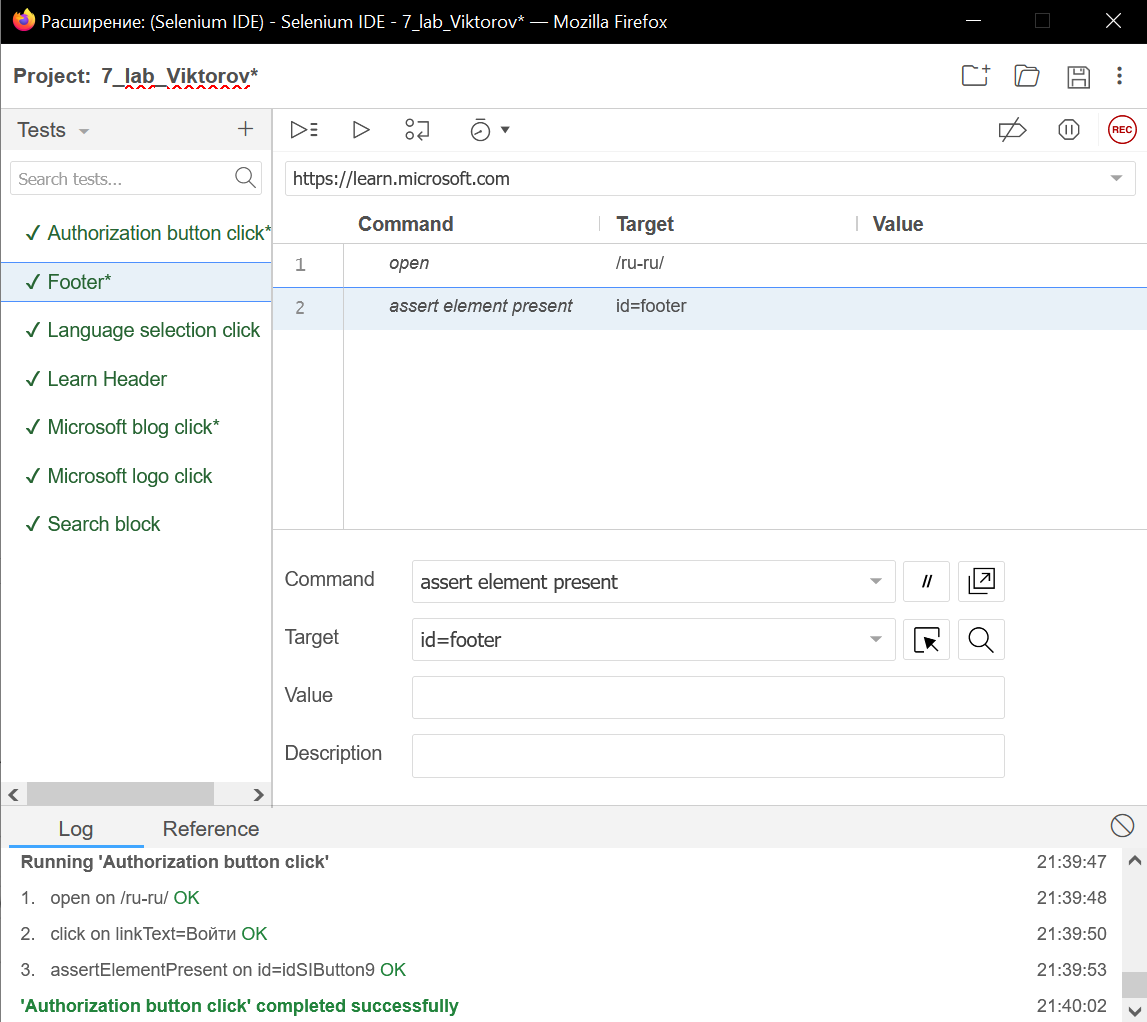 Расширение: (Selenium IDE) - Selenium IDE - 7_lab_Viktorov* — Mozilla Firefox
Project: 7_lab_Viktorov*
Tests
REC
Search tests...
https://learn.microsoft.com
✓ Authorization button click*
✓ Footer*
✓ Language selection click
✓ Learn Header
✓ Microsoft blog click*
✓ Microsoft logo click
✓ Search block
Command Target Value
1 open /ru-ru/
2 assert element present id=footer
Command assert element present //
Target id=footer
Value
Description
Log Reference
Running 'Authorization button click' 21:39:47
1. open on /ru-ru/ OK 21:39:48
2. click on linkText=Войти OK 21:39:50
3. assertElementPresent on id=idSIButton9 OK 21:39:53
'Authorization button click' completed successfully 21:40:02